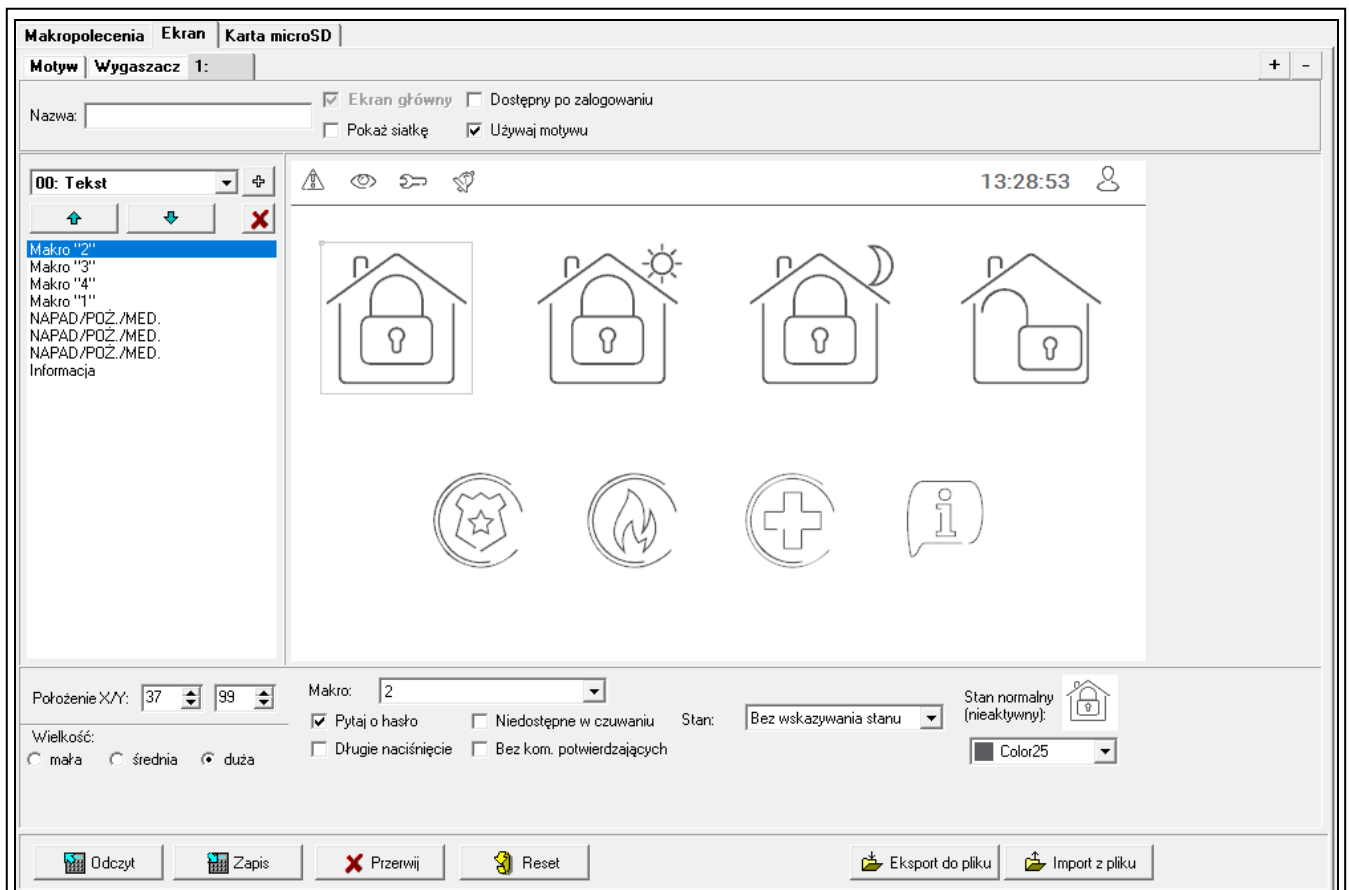 Makropolecenia Ekran Karta microSD
Motyw Wygaszacz 1: + -
Nazwa: Ekran główny Dostępny po zalogowaniu
Pokaż siatkę Używaj motywu
00: Tekst
13:28:53
Makro "2"
Makro "3"
Makro "4"
Makro "1"
NAPAD/POŻ./MED.
NAPAD/POŻ./MED.
NAPAD/POŻ./MED.
Informacja
Położenie X/Y: 37 99
Wielkość:
mała średnia duża
Makro: 2
Pytaj o hasło Niedostępne w czuwaniu Stan: Bez wskazywania stanu
Długie naciśnięcie Bez kom. potwierdzających
Stan normalny
(nieaktywny):
Color25
Odczyt Zapis Przerwij Reset Eksport do pliku Import z pliku